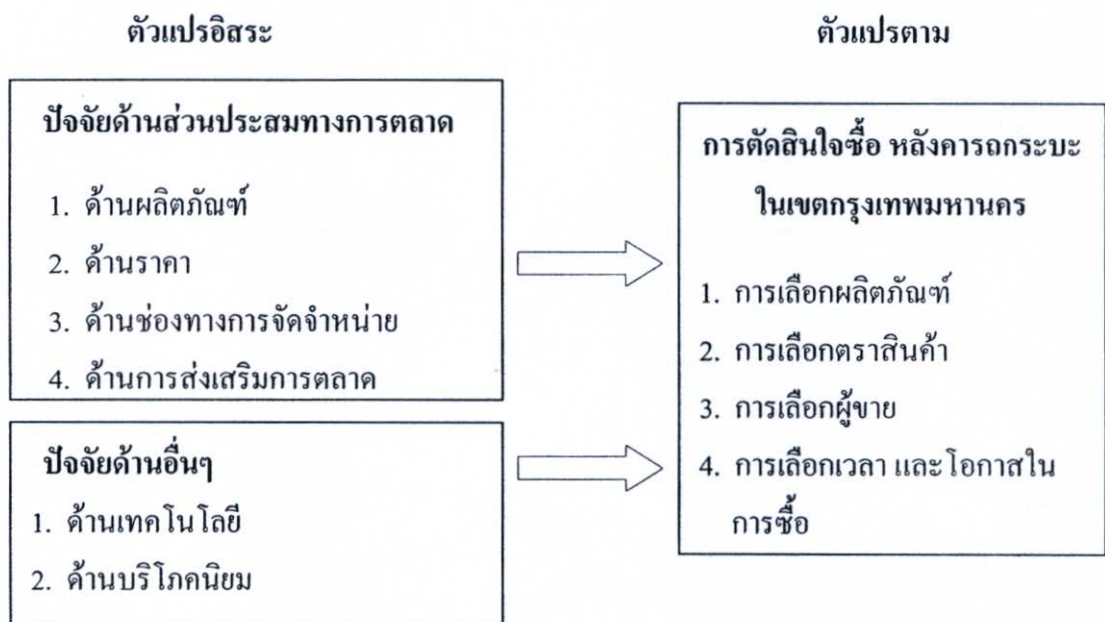 ตัวแปรอิสระ
ตัวแปรตาม
ปัจจัยด้านส่วนประสมทางการตลาด
1. ด้านผลิตภัณฑ์
2. ด้านราคา
3. ด้านช่องทางการจัดจำหน่าย
4. ด้านการส่งเสริมการตลาด
ปัจจัยด้านอื่นๆ
1. ด้านเทคโนโลยี
2. ด้านบริโภคนิยม
การตัดสินใจซื้อ หลังคารถกระบะ
ในเขตกรุงเทพมหานคร
1. การเลือกผลิตภัณฑ์
2. การเลือกตราสินค้า
3. การเลือกผู้ขาย
4. การเลือกเวลา และโอกาสใน
การซื้อ